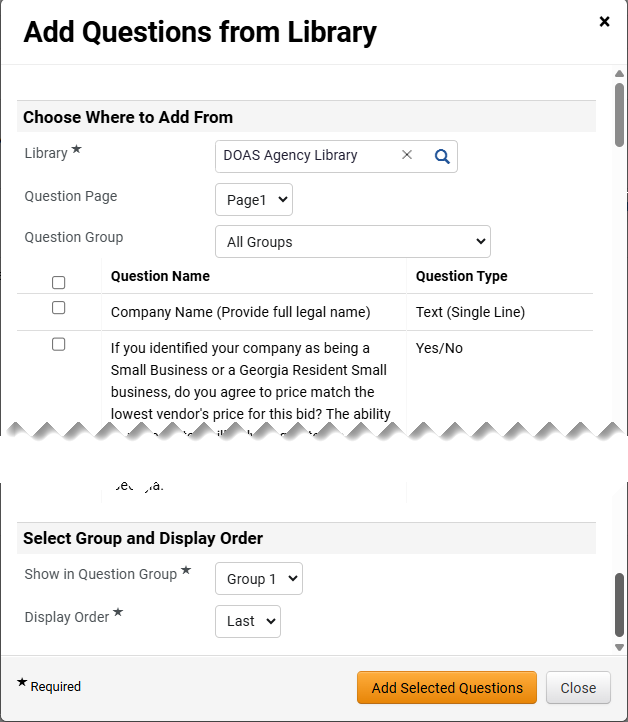 Add Questions from Library
×
Choose Where to Add From
Library ★
DOAS Agency Library ×
Question Page
Page1
Question Group
All Groups
Question Name Question Type
Company Name (Provide full legal name) Text (Single Line)
If you identified your company as being a Yes/No
Small Business or a Georgia Resident Small
business, do you agree to price match the
lowest vendor's price for this bid? The ability
Select Group and Display Order
Show in Question Group ★
Group 1
Display Order ★
Last
★ Required
Add Selected Questions
Close